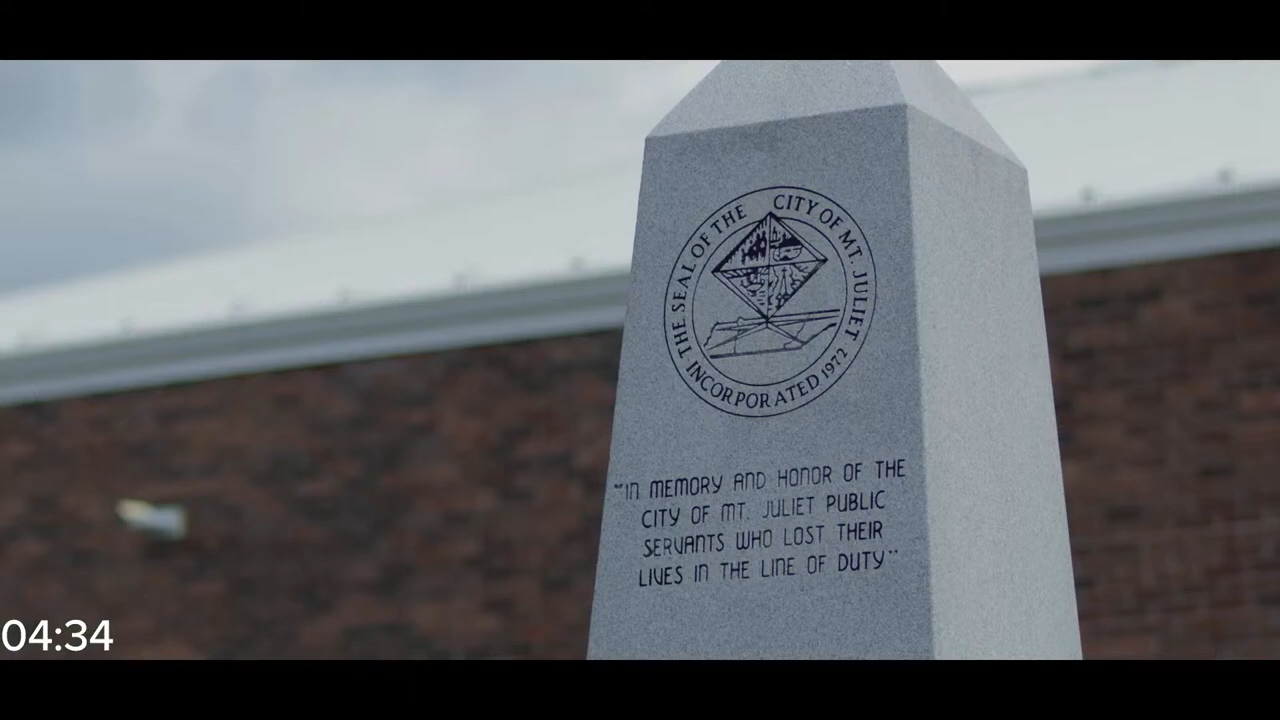 THE SEAL OF THE CITY OF MT. JULIET
INCORPORATED 1972
"IN MEMORY AND HONOR OF THE
CITY OF MT. JULIET PUBLIC
SERVANTS WHO LOST THEIR
LIVES IN THE LINE OF DUTY"
04:34